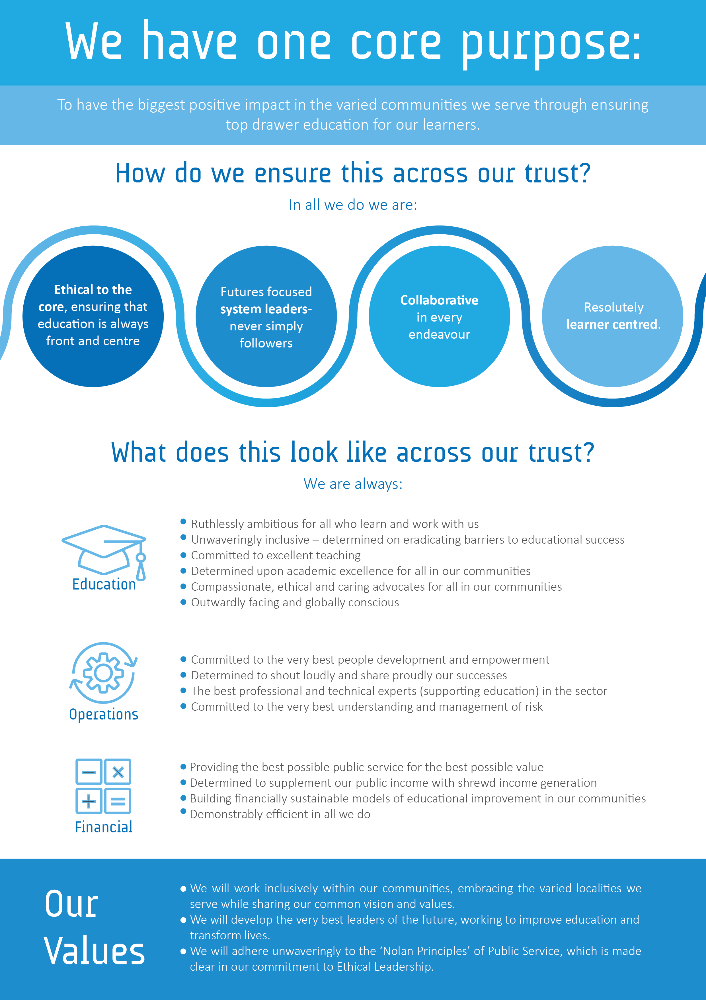 We have one core purpose:
To have the biggest positive impact in the varied communities we serve through ensuring
top drawer education for our learners.
How do we ensure this across our trust?
In all we do we are:
Ethical to the
core, ensuring that
education is always
front and centre
Futures focused
system leaders-
never simply
followers
Collaborative
in every
endeavour
Resolutely
learner centred.
What does this look like across our trust?
We are always:
Education
• Ruthlessly ambitious for all who learn and work with us
• Unwaveringly inclusive – determined on eradicating barriers to educational success
• Committed to excellent teaching
• Determined upon academic excellence for all in our communities
• Compassionate, ethical and caring advocates for all in our communities
• Outwardly facing and globally conscious
Operations
• Committed to the very best people development and empowerment
• Determined to shout loudly and share proudly our successes
• The best professional and technical experts (supporting education) in the sector
• Committed to the very best understanding and management of risk
Financial
• Providing the best possible public service for the best possible value
• Determined to supplement our public income with shrewd income generation
• Building financially sustainable models of educational improvement in our communities
• Demonstrably efficient in all we do
Our
Values
• We will work inclusively within our communities, embracing the varied localities we
serve while sharing our common vision and values.
• We will develop the very best leaders of the future, working to improve education and
transform lives.
• We will adhere unwaveringly to the ‘Nolan Principles’ of Public Service, which is made
clear in our commitment to Ethical Leadership.